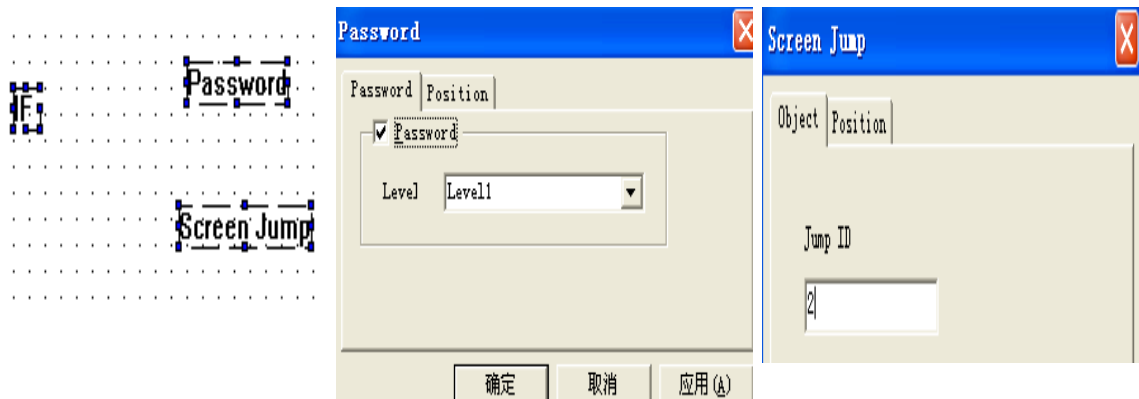 IF
Password
Screen Jump
Password
Password
Position
Password
Level
Level1
确定
取消
应用(A)
Screen Jump
Object
Position
Jump ID
2